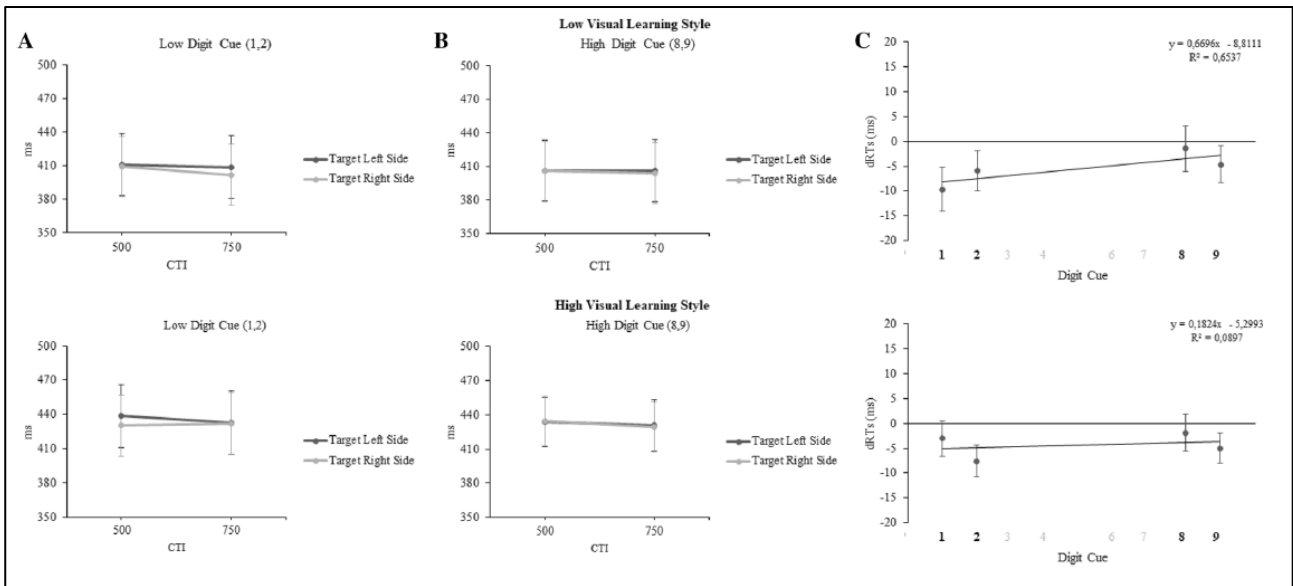 Low Visual Learning Style
A
Low Digit Cue (1,2)
500
470
440
410
380
350
ms
500
750
CTI
Target Left Side
Target Right Side
B
High Digit Cue (8,9)
500
470
440
410
380
350
ms
500
750
CTI
Target Left Side
Target Right Side
C
y = 0,6696x - 8,8111
R² = 0,6537
20
15
10
5
0
-5
-10
-15
-20
dRTs (ms)
1 2 3 4 6 7 8 9
Digit Cue
High Visual Learning Style
Low Digit Cue (1,2)
500
470
440
410
380
350
ms
500
750
CTI
Target Left Side
Target Right Side
High Digit Cue (8,9)
500
470
440
410
380
350
ms
500
750
CTI
Target Left Side
Target Right Side
y = 0,1824x - 5,2993
R² = 0,0897
20
15
10
5
0
-5
-10
-15
-20
dRTs (ms)
1 2 3 4 6 7 8 9
Digit Cue